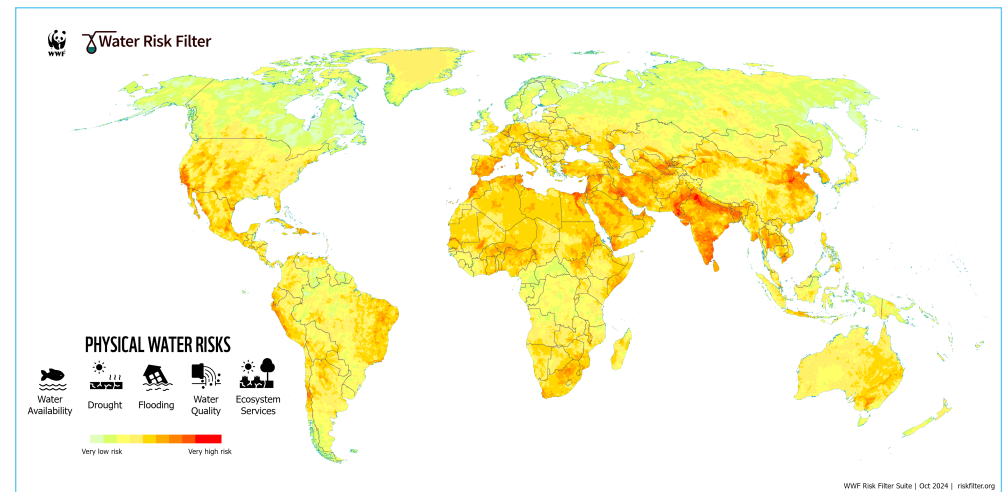 WWF
Water Risk Filter
PHYSICAL WATER RISKS
Water
Availability
Drought
Flooding
Water
Quality
Ecosystem
Services
Very low risk
Very high risk
WWF Risk Filter Suite | Oct 2024 | riskfilter.org